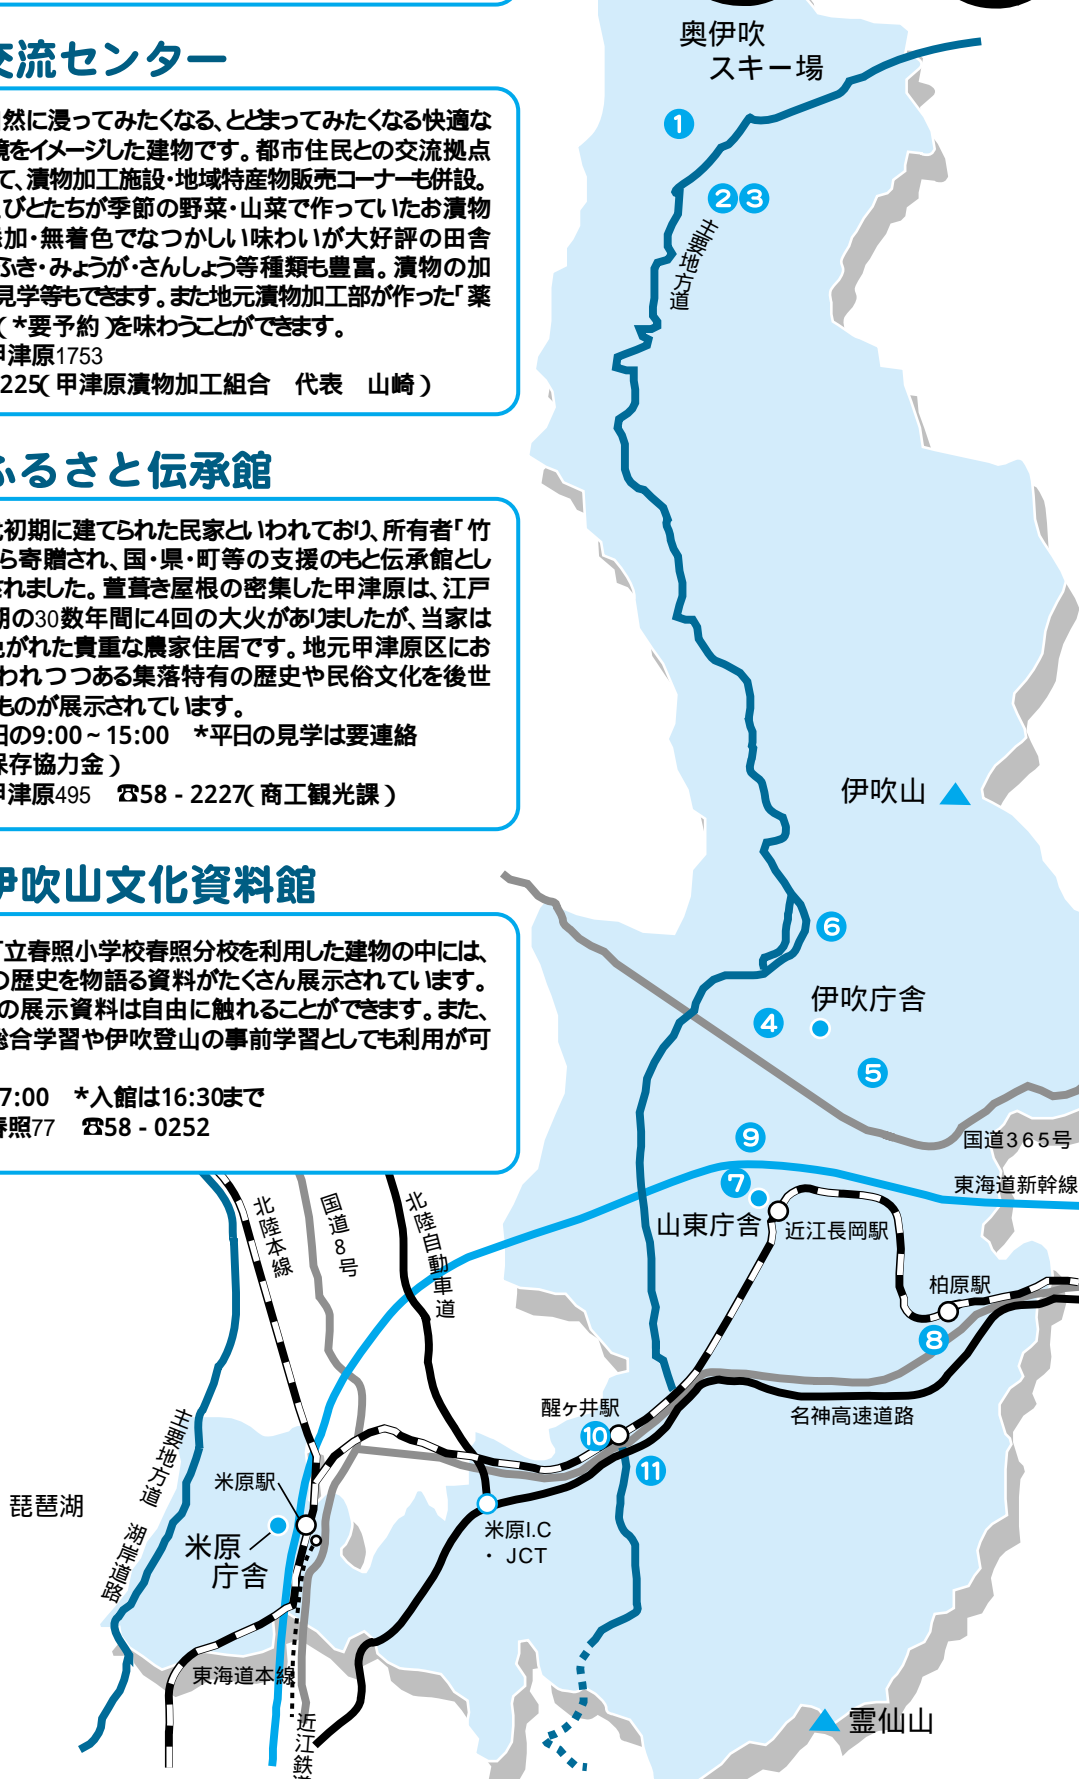 交流センター
然に浸ってみたくなる、とどまってみたくなる快適な
境をイメージした建物です。都市住民との交流拠点
て、漬物加工施設・地域特産物販売コーナーも併設。
びとたちが季節の野菜・山菜で作っていたお漬物
添加・無着色でなつかしい味わいが大好評の田舎
ふき・みょうが・さんしょう等種類も豊富。漬物の加
見学等もできます。また地元漬物加工部が作った「薬
(*要予約)を味わうことができます。
甲津原1753
225(甲津原漬物加工組合 代表 山崎)
ふるさと伝承館
初期に建てられた民家といわれており、所有者「竹
ら寄贈され、国・県・町等の支援のもと伝承館とし
されました。萱葺き屋根の密集した甲津原は、江戸
期の30数年間に4回の大火がありましたが、当家は
がれた貴重な農家住居です。地元甲津原区にお
われつつある集落特有の歴史や民俗文化を後世
ものが展示されています。
日の9:00~15:00 *平日の見学は要連絡
保存協力金)
甲津原495 ☎58-2227(商工観光課)
伊吹山文化資料館
立春照小学校春照分校を利用した建物の中には、
の歴史を物語る資料がたくさん展示されています。
の展示資料は自由に触れることができます。また、
総合学習や伊吹登山の事前学習としても利用が可
7:00 *入館は16:30まで
春照77 ☎58-0252
奥伊吹
スキー場
1
2 3
主要地方道
伊吹山
6
伊吹庁舎
4
5
国道365号
9
東海道新幹線
7
山東庁舎
近江長岡駅
柏原駅
8
北陸本線
国道8号
北陸自動車道
醒ヶ井駅
10
名神高速道路
11
主要地方道 湖岸道路
琵琶湖
米原駅
米原
庁舎
米原I.C
・JCT
東海道本線
近江鉄道
霊仙山